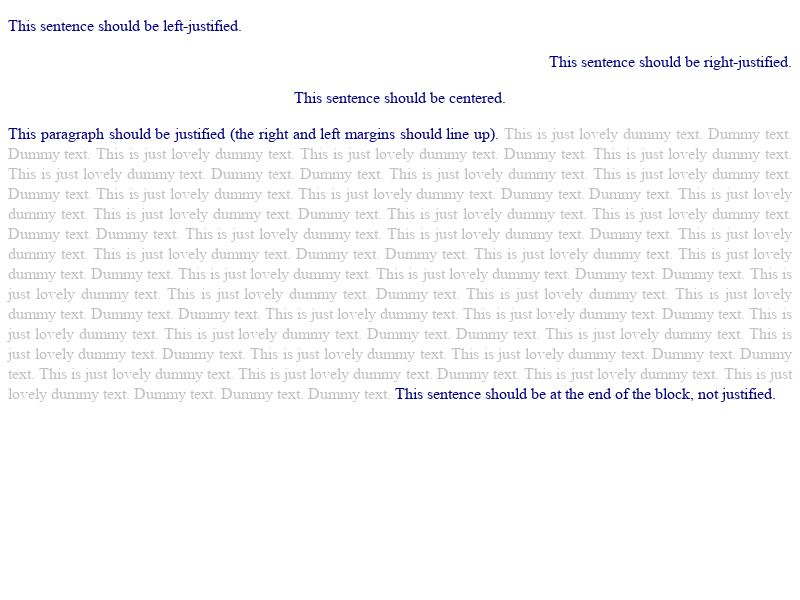 This sentence should be left-justified.
This sentence should be right-justified.
This sentence should be centered.
This paragraph should be justified (the right and left margins should line up). This is just lovely dummy text. Dummy text.
Dummy text. This is just lovely dummy text. This is just lovely dummy text. Dummy text. This is just lovely dummy text.
This is just lovely dummy text. Dummy text. Dummy text. This is just lovely dummy text. This is just lovely dummy text.
Dummy text. This is just lovely dummy text. This is just lovely dummy text. Dummy text. Dummy text. This is just lovely
dummy text. This is just lovely dummy text. Dummy text. This is just lovely dummy text. This is just lovely dummy text.
Dummy text. Dummy text. This is just lovely dummy text. This is just lovely dummy text. Dummy text. This is just lovely
dummy text. This is just lovely dummy text. Dummy text. Dummy text. This is just lovely dummy text. This is just lovely
dummy text. Dummy text. This is just lovely dummy text. This is just lovely dummy text. Dummy text. Dummy text. This is
just lovely dummy text. This is just lovely dummy text. Dummy text. This is just lovely dummy text. This is just lovely
dummy text. Dummy text. Dummy text. This is just lovely dummy text. This is just lovely dummy text. Dummy text. This is
just lovely dummy text. This is just lovely dummy text. Dummy text. Dummy text. This is just lovely dummy text. This is
just lovely dummy text. Dummy text. This is just lovely dummy text. This is just lovely dummy text. Dummy text. Dummy
text. This is just lovely dummy text. This is just lovely dummy text. Dummy text. This is just lovely dummy text. This is just
lovely dummy text. Dummy text. Dummy text. Dummy text. This sentence should be at the end of the block, not justified.